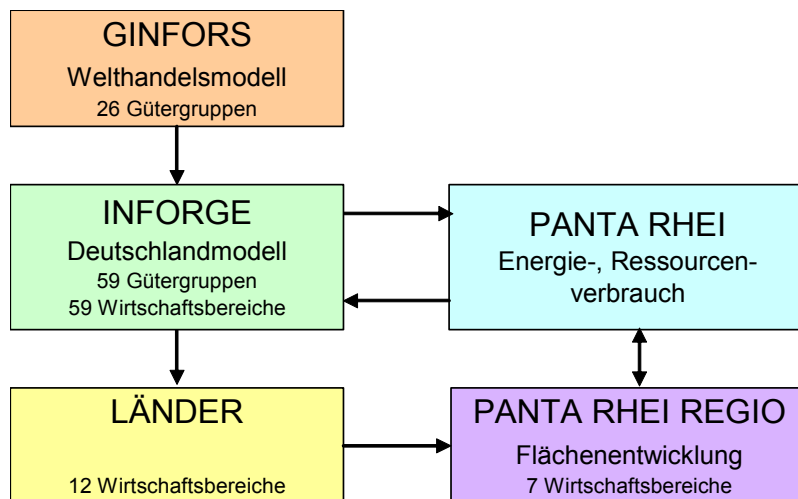 GINFORS
Welthandelsmodell
26 Gütergruppen
INFORGE
Deutschlandmodell
59 Gütergruppen
59 Wirtschaftsbereiche
PANTA RHEI
Energie-, Ressourcen-
verbrauch
LÄNDER
12 Wirtschaftsbereiche
PANTA RHEI REGIO
Flächenentwicklung
7 Wirtschaftsbereiche